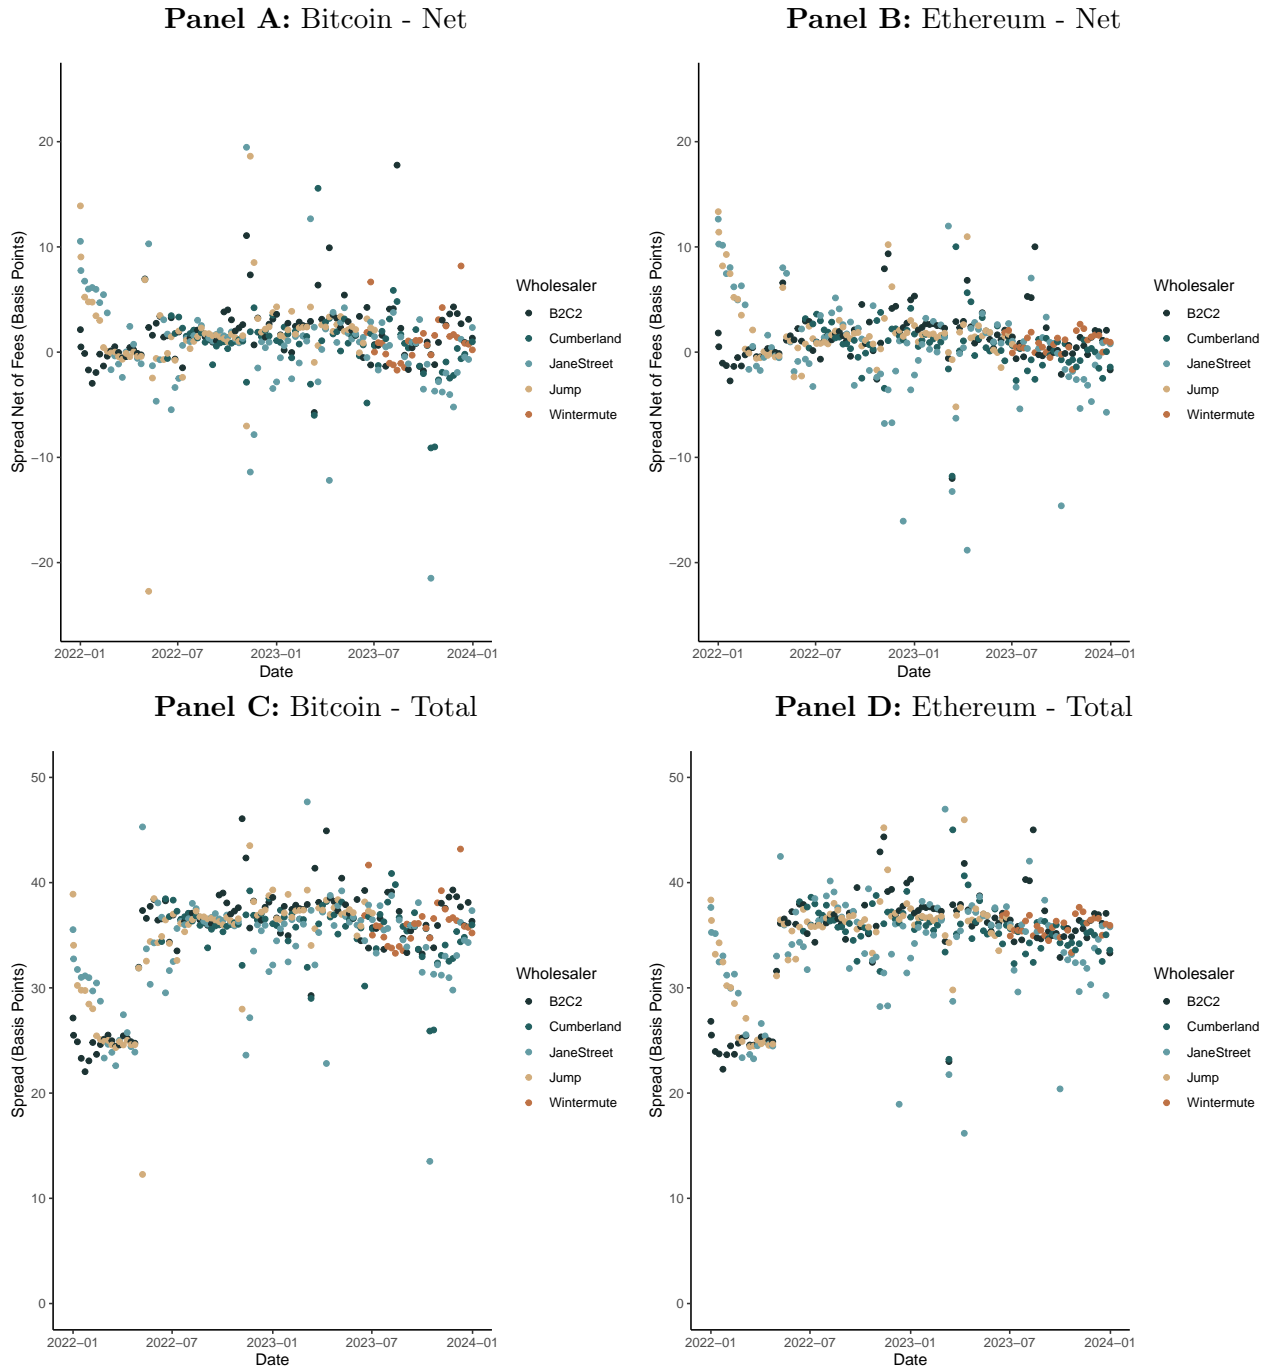 Panel A: Bitcoin - Net
Spread Net of Fees (Basis Points)
20
10
0
−10
−20
2022−01 2022−07 2023−01 2023−07 2024−01
Date
Wholesaler
B2C2
Cumberland
JaneStreet
Jump
Wintermute
Panel B: Ethereum - Net
Spread Net of Fees (Basis Points)
20
10
0
−10
−20
2022−01 2022−07 2023−01 2023−07 2024−01
Date
Wholesaler
B2C2
Cumberland
JaneStreet
Jump
Wintermute
Panel C: Bitcoin - Total
Spread (Basis Points)
50
40
30
20
10
0
2022−01 2022−07 2023−01 2023−07 2024−01
Date
Wholesaler
B2C2
Cumberland
JaneStreet
Jump
Wintermute
Panel D: Ethereum - Total
Spread (Basis Points)
50
40
30
20
10
0
2022−01 2022−07 2023−01 2023−07 2024−01
Date
Wholesaler
B2C2
Cumberland
JaneStreet
Jump
Wintermute